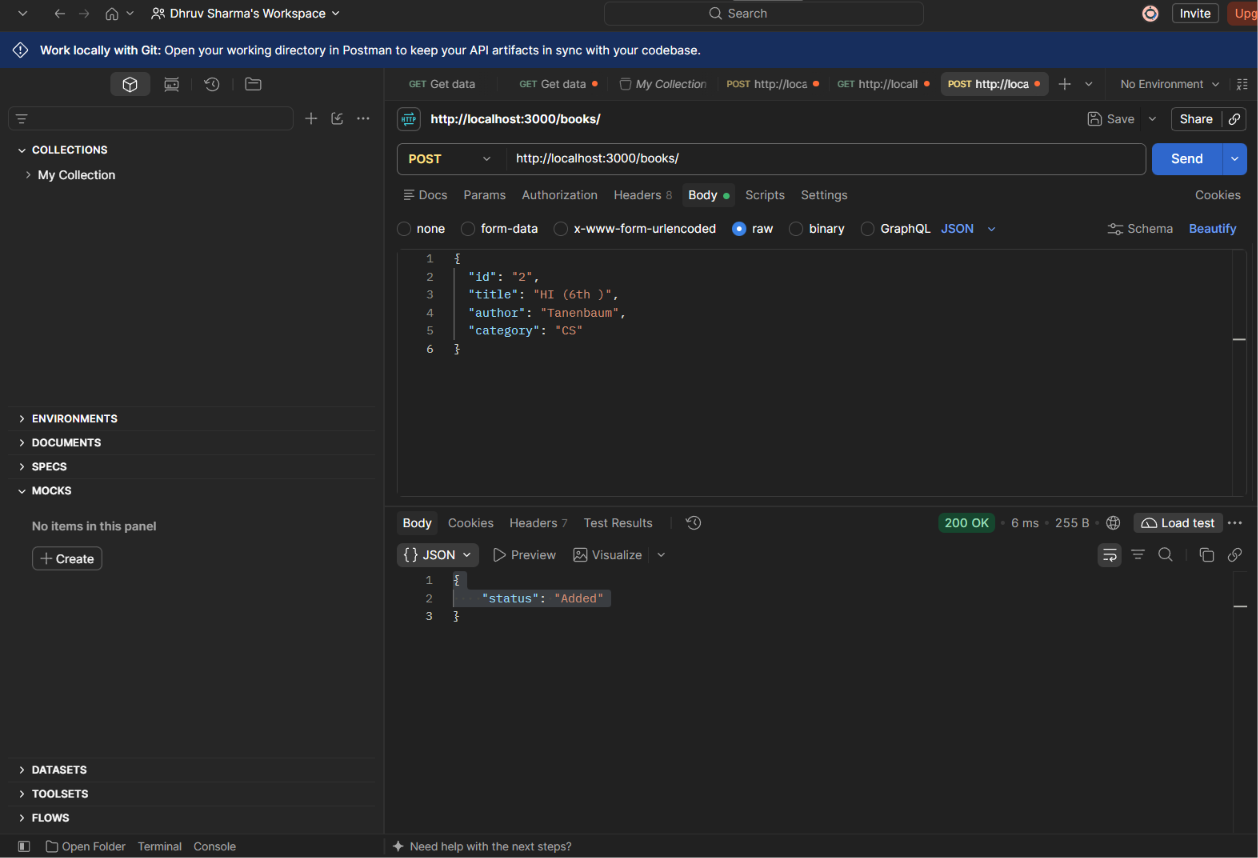 Dhruv Sharma's Workspace
Search
Invite
Upg
Work locally with Git: Open your working directory in Postman to keep your API artifacts in sync with your codebase.
GET Get data
GET Get data
My Collection
POST http://loca
GET http://locall
POST http://loca
No Environment
HTTP http://localhost:3000/books/
Save
Share
COLLECTIONS
My Collection
POST http://localhost:3000/books/
Send
Docs Params Authorization Headers 8 Body Scripts Settings Cookies
none form-data x-www-form-urlencoded raw binary GraphQL JSON Schema Beautify
1 {
2 "id": "2",
3 "title": "HI (6th )",
4 "author": "Tanenbaum",
5 "category": "CS"
6 }
ENVIRONMENTS
DOCUMENTS
SPECS
MOCKS
No items in this panel
Create
Body Cookies Headers 7 Test Results 200 OK 6 ms 255 B Load test
{} JSON Preview Visualize
1 {
2 "status": "Added"
3 }
DATASETS
TOOLSETS
FLOWS
Open Folder Terminal Console Need help with the next steps?